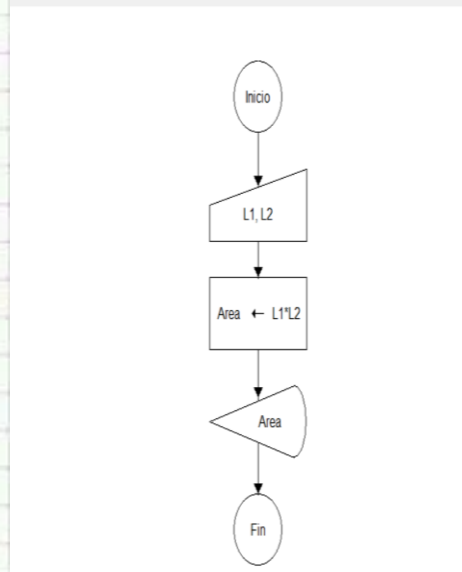 Inicio
L1, L2
Area ← L1*L2
Area
Fin